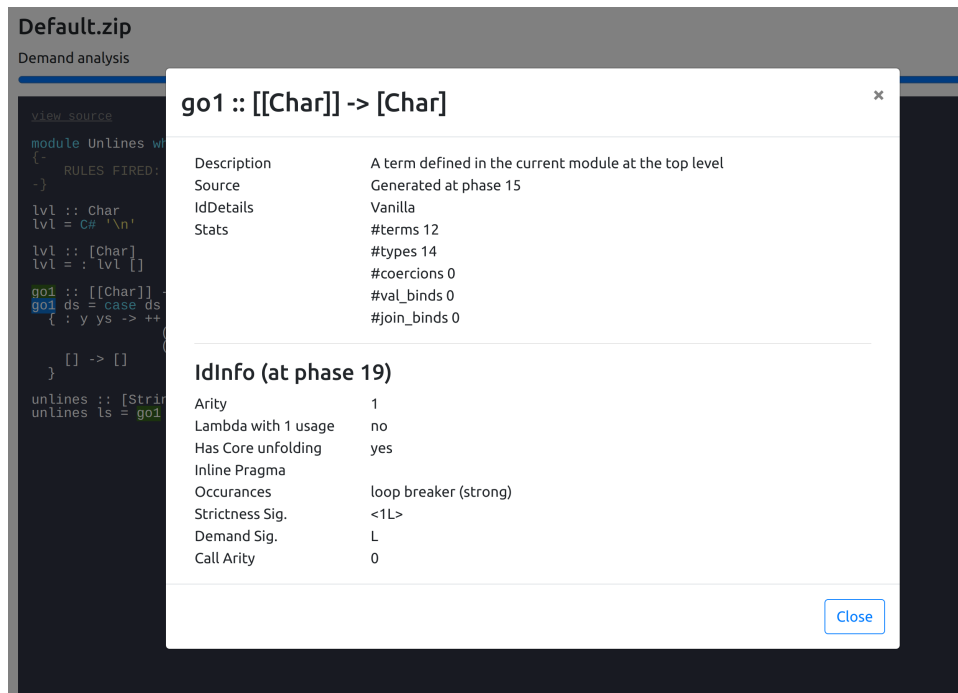 Default.zip
Demand analysis
go1 :: [[Char]] -> [Char]
×
view source
module Unlines wh
{-
RULES FIRED:
-}
lvl :: Char
lvl = C# '\n'
lvl :: [Char]
lvl = : lvl []
go1 :: [[Char]] -
go1 ds = case ds
{ : y ys -> ++
(
(
[] -> []
}
unlines :: [Strin
unlines ls = go1
Description A term defined in the current module at the top level
Source Generated at phase 15
IdDetails Vanilla
Stats #terms 12
#types 14
#coercions 0
#val_binds 0
#join_binds 0
IdInfo (at phase 19)
Arity 1
Lambda with 1 usage no
Has Core unfolding yes
Inline Pragma
Occurances loop breaker (strong)
Strictness Sig. <1L>
Demand Sig. L
Call Arity 0
Close